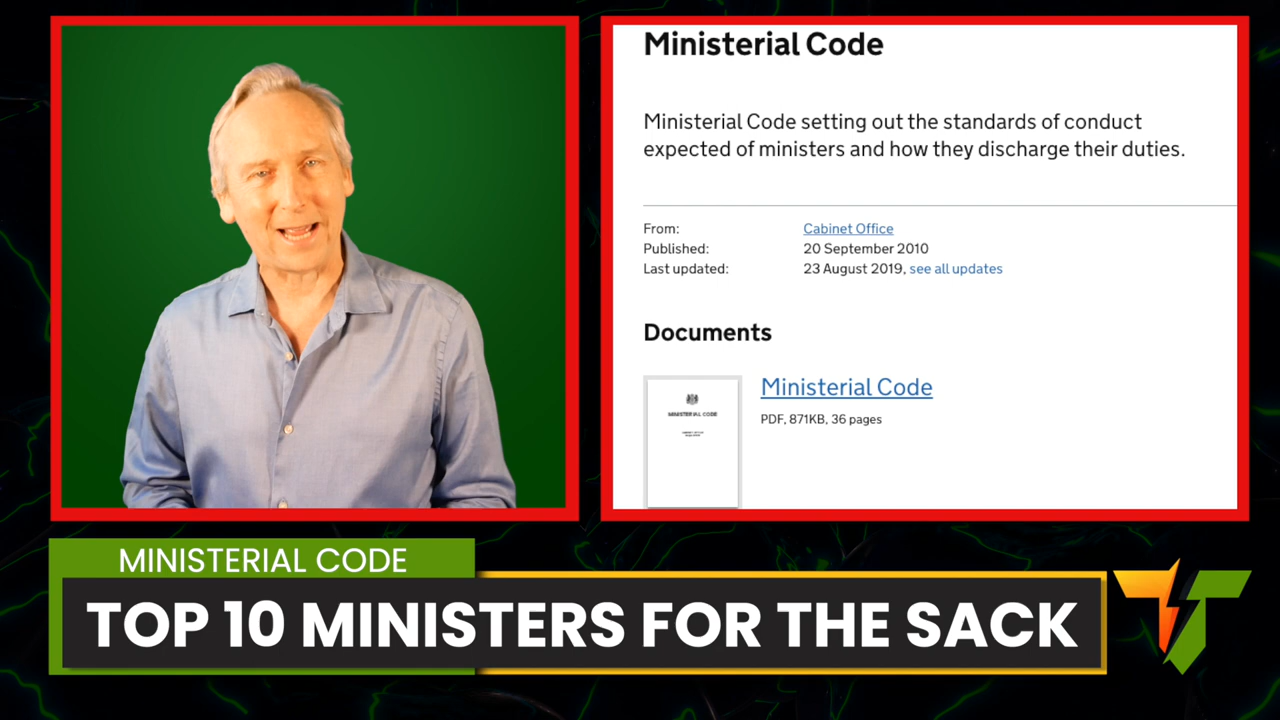 Ministerial Code
Ministerial Code setting out the standards of conduct
expected of ministers and how they discharge their duties.
From: Cabinet Office
Published: 20 September 2010
Last updated: 23 August 2019, see all updates
Documents
MINISTERIAL CODE
Ministerial Code
PDF, 871KB, 36 pages
MINISTERIAL CODE
TOP 10 MINISTERS FOR THE SACK